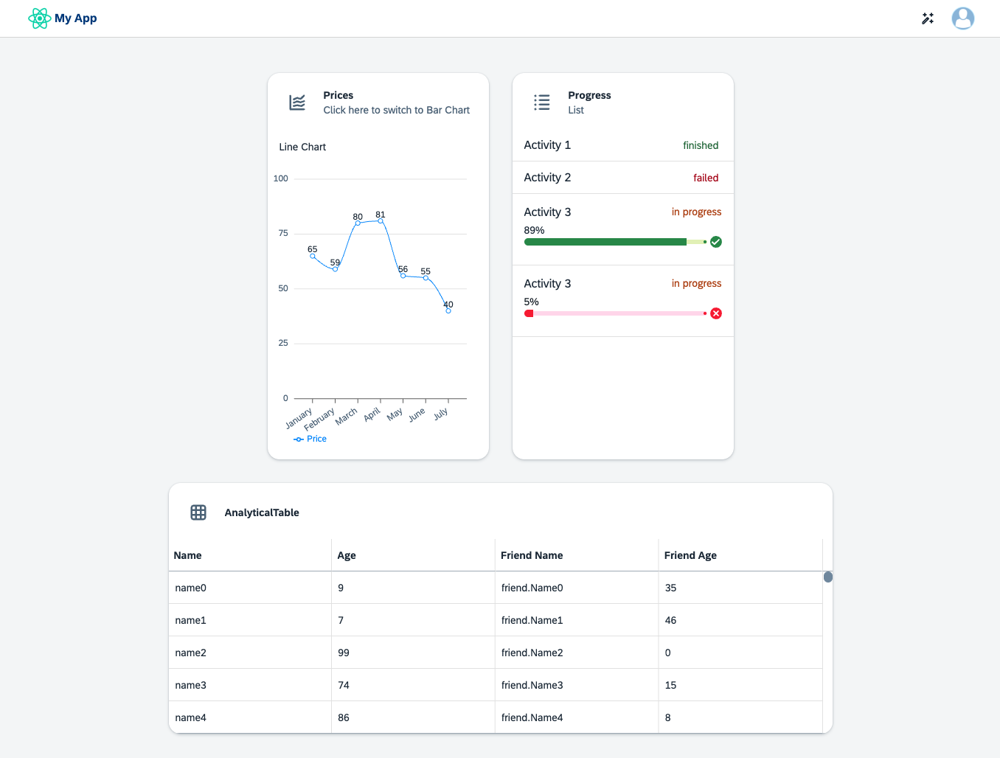 My App
Prices
Click here to switch to Bar Chart
Line Chart
100
75
50
25
0
65
59
80
81
56
55
40
January
February
March
April
May
June
July
Price
Progress
List
Activity 1 finished
Activity 2 failed
Activity 3 in progress
89%
Activity 3 in progress
5%
AnalyticalTable
Name Age Friend Name Friend Age
name0 9 friend.Name0 35
name1 7 friend.Name1 46
name2 99 friend.Name2 0
name3 74 friend.Name3 15
name4 86 friend.Name4 8